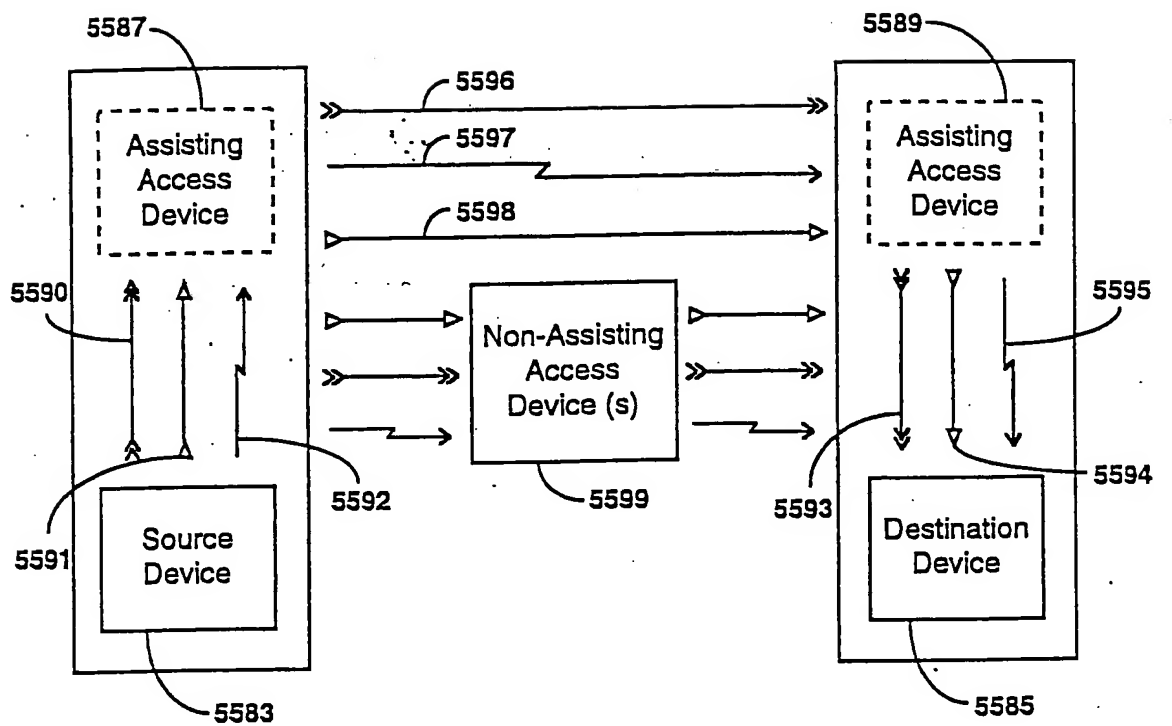 5587
5589
Assisting
Access
Device
5596
5597
5598
Assisting
Access
Device
5590
Non-Assisting
Access
Device (s)
5595
5591
Source
Device
5592
5599
5593
Destination
Device
5594
5583
5585